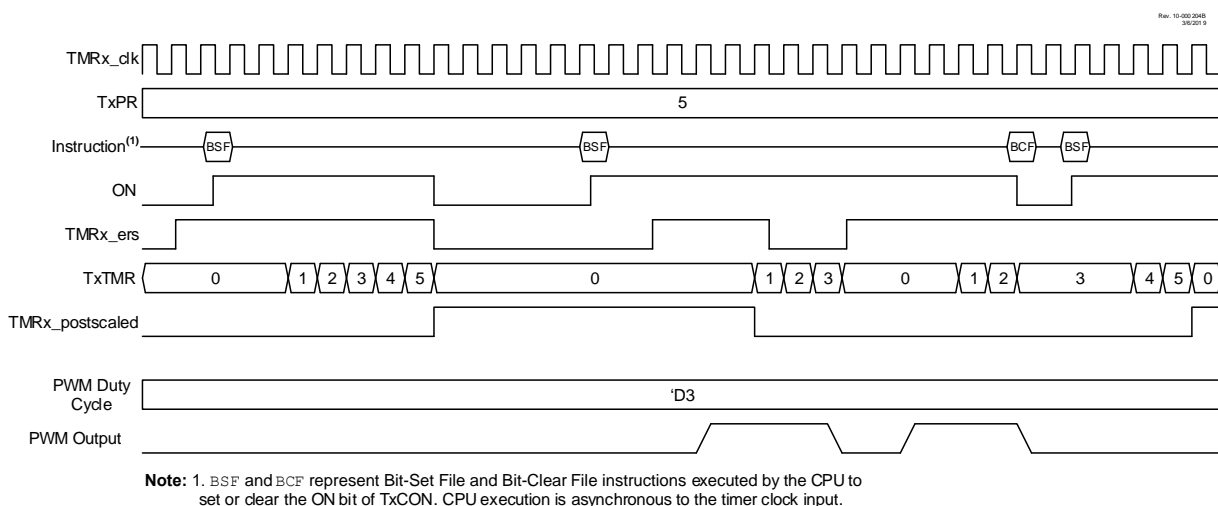 Rev. 10-000204B
3/6/2019
TMRx_clk
TxPR 5
Instruction(1) BSF BSF BCF BSF
ON
TMRx_ers
TxTMR 0 1 2 3 4 5 0 1 2 3 0 1 2 3 4 5 0
TMRx_postscaled
PWM Duty
Cycle
'D3
PWM Output
Note: 1. BSF and BCF represent Bit-Set File and Bit-Clear File instructions executed by the CPU to
set or clear the ON bit of TxCON. CPU execution is asynchronous to the timer clock input.